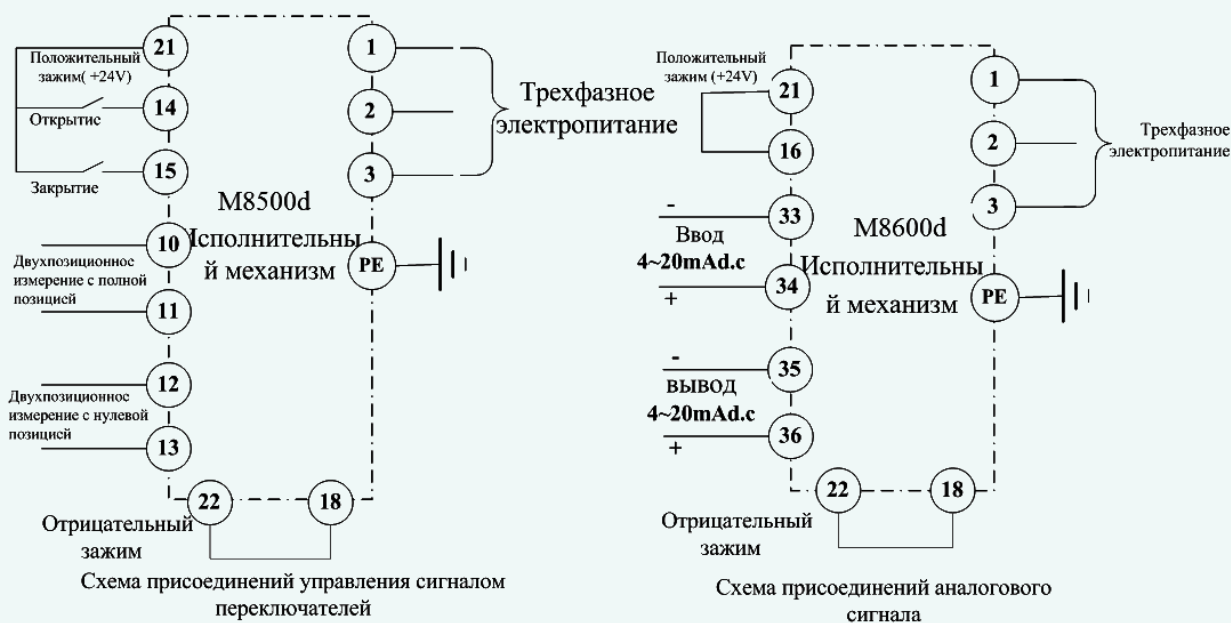 21
Положительный
зажим( +24V)
14
Открытие
15
Закрытие
1
2
3
Трехфазное
электропитание
M8500d
Исполнительны
й механизм
PE
10
Двухпозиционное
измерение с полной
позицией
11
12
Двухпозиционное
измерение с нулевой
позицией
13
22
18
Отрицательный
зажим
Схема присоединений управления сигналом
переключателей
Положительный
зажим (+24V)
21
16
1
2
3
Трехфазное
электропитание
-
33
Ввод
4~20mAd.c
34
+
M8600d
Исполнительны
й механизм
PE
-
35
ВЫВОД
4~20mAd.c
36
+
22
18
Отрицательный
зажим
Схема присоединений аналогового
сигнала